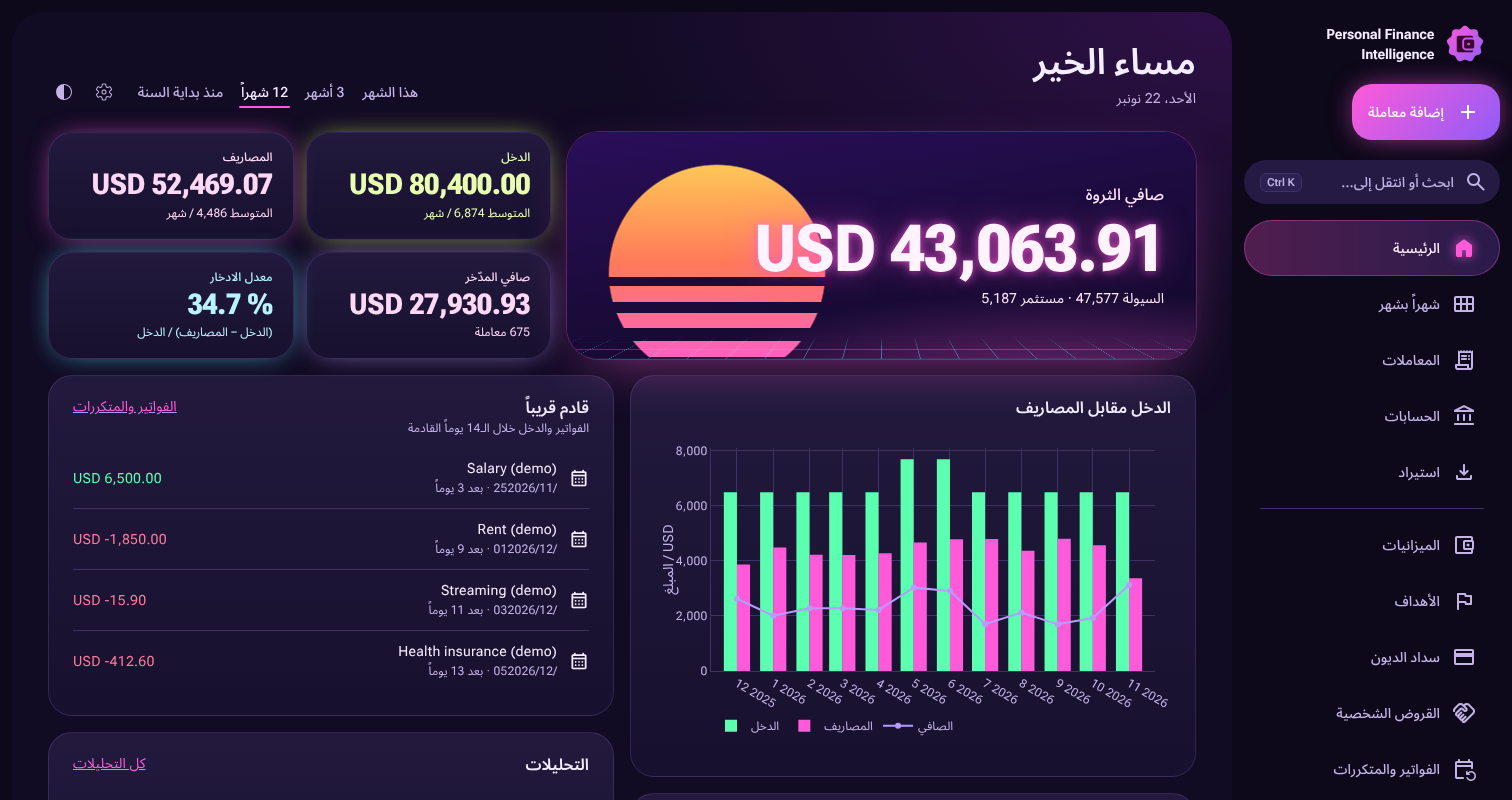 Personal Finance
Intelligence
إضافة معاملة
ابحث أو انتقل إلى...
Ctrl K
الرئيسية
شهراً بشهر
المعاملات
الحسابات
استيراد
الميزانيات
الأهداف
سداد الديون
القروض الشخصية
الفواتير والمتكررات
مساء الخير
الأحد، 22 نونبر
هذا الشهر
3 أشهر
12 شهراً
منذ بداية السنة
صافي الثروة
USD 43,063.91
السيولة 47,577 · مستثمر 5,187
الدخل
USD 80,400.00
المتوسط 6,874 / شهر
المصاريف
USD 52,469.07
المتوسط 4,486 / شهر
صافي المدّخر
USD 27,930.93
675 معاملة
معدل الادخار
34.7 %
(الدخل − المصاريف) / الدخل
الدخل مقابل المصاريف
المبلغ / USD
8,000
6,000
4,000
2,000
0
12 2025
1 2026
2 2026
3 2026
4 2026
5 2026
6 2026
7 2026
8 2026
9 2026
10 2026
11 2026
الدخل
المصاريف
الصافي
قادم قريباً
الفواتير والمتكررات
الفواتير والدخل خلال الـ14 يوماً القادمة
Salary (demo)
252026/11/ · بعد 3 يوماً
USD 6,500.00
Rent (demo)
012026/12/ · بعد 9 يوماً
USD -1,850.00
Streaming (demo)
032026/12/ · بعد 11 يوماً
USD -15.90
Health insurance (demo)
052026/12/ · بعد 13 يوماً
USD -412.60
التحليلات
كل التحليلات